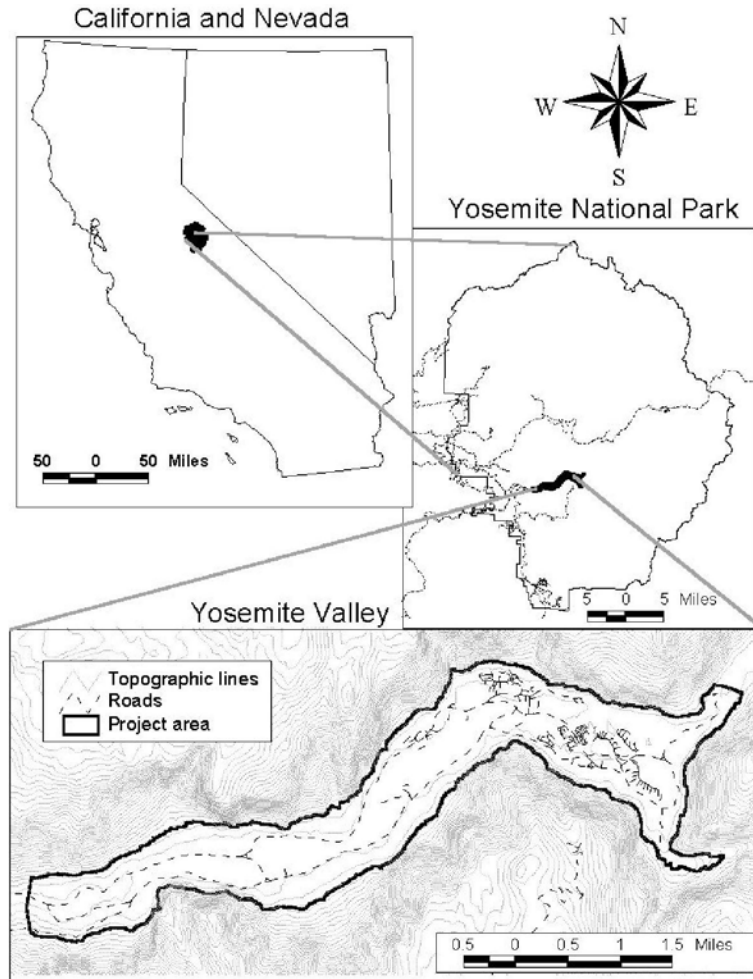 California and Nevada
N
W E
S
Yosemite National Park
50 0 50 Miles
5 0 5 Miles
Yosemite Valley
Topographic lines
Roads
Project area
0.5 0 0.5 1 1.5 Miles